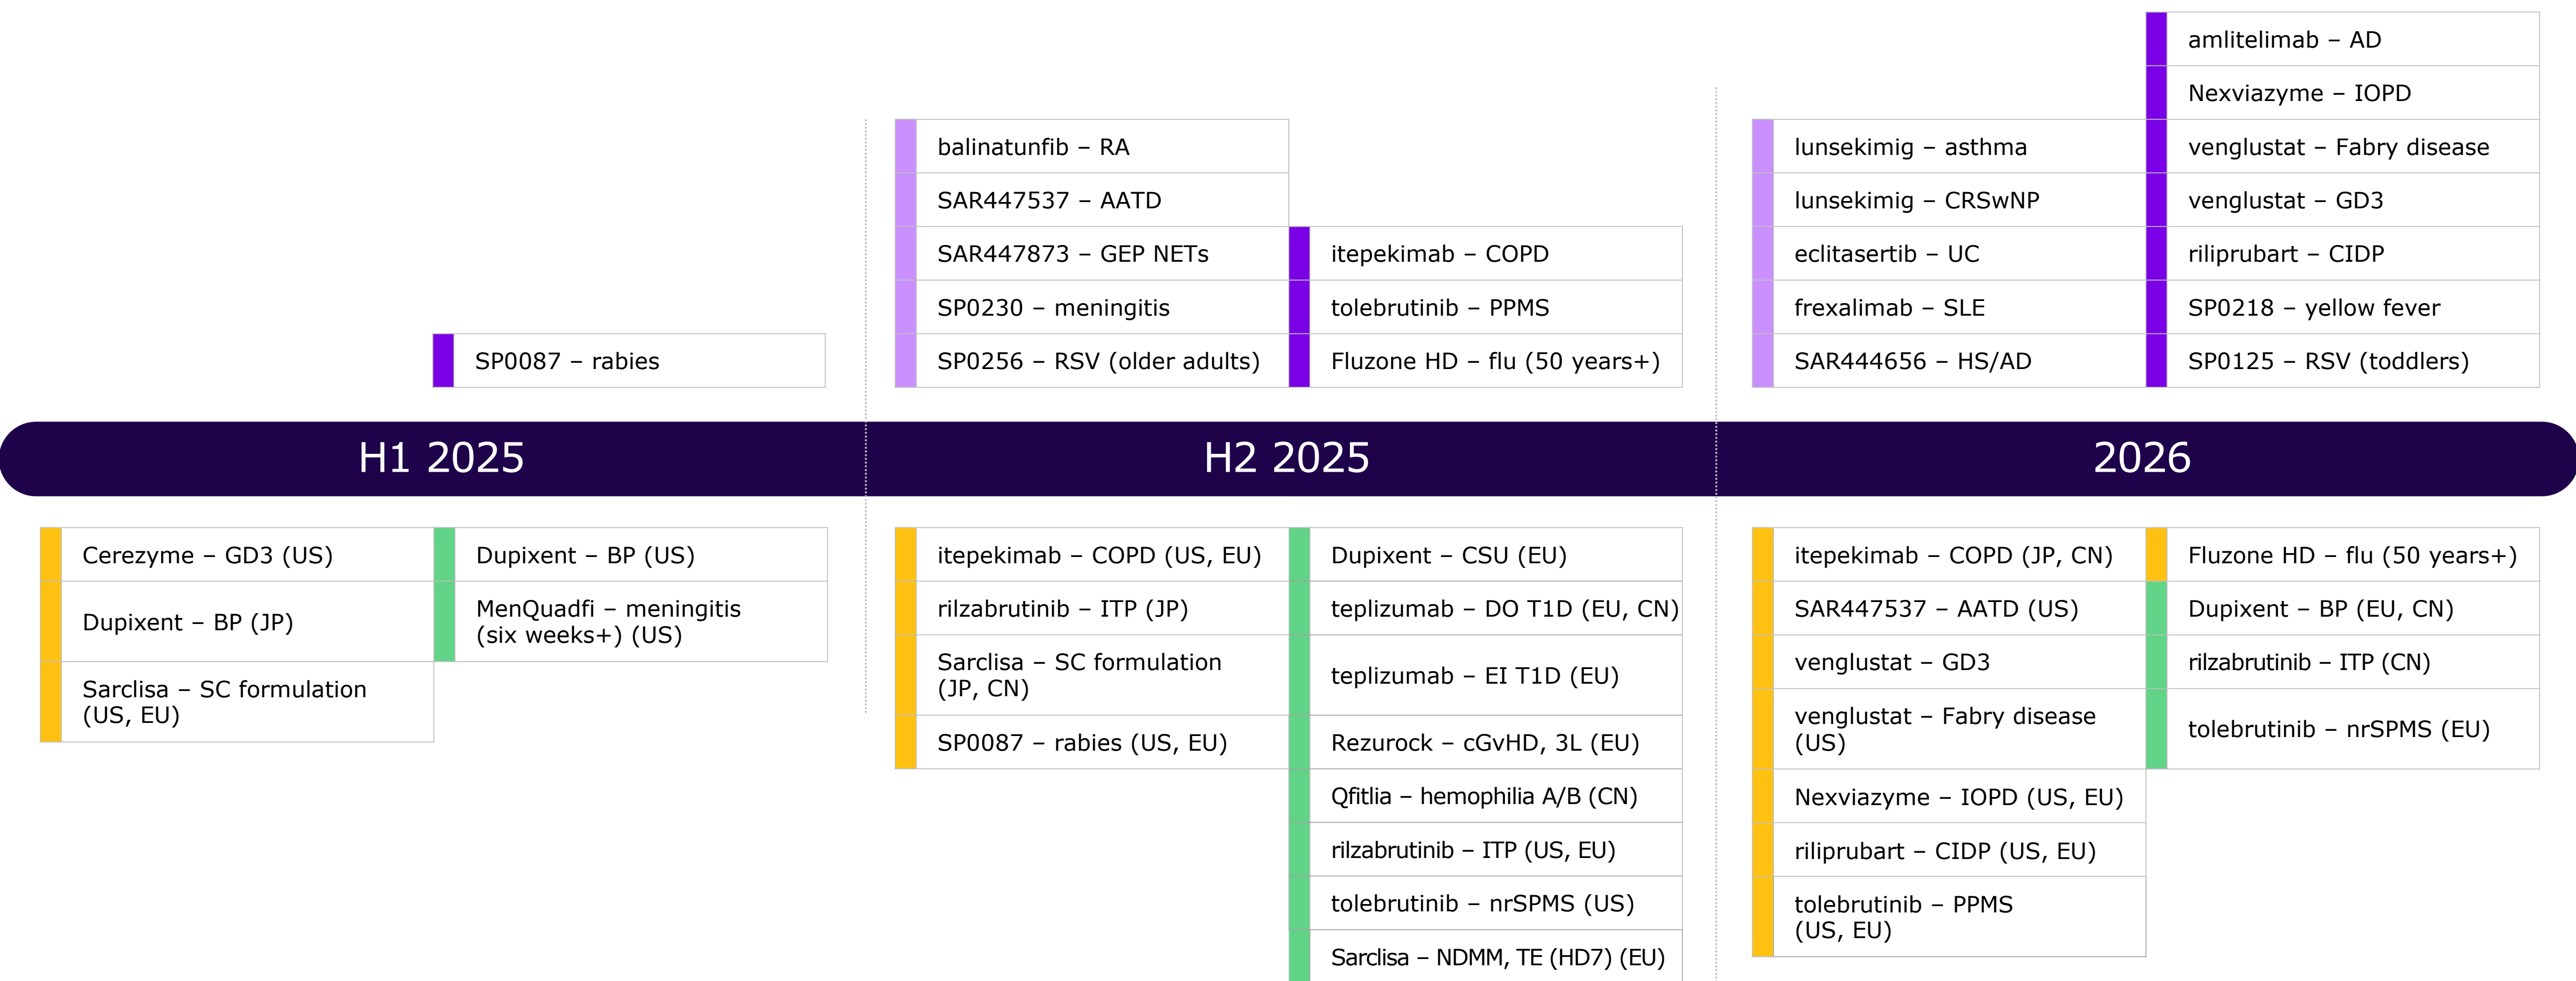 SP0087 – rabies
balinatunfib – RA
SAR447537 – AATD
SAR447873 – GEP NETs
SP0230 – meningitis
SP0256 – RSV (older adults)
itepekimab – COPD
tolebrutinib – PPMS
Fluzone HD – flu (50 years+)
lunsekimig – asthma
lunsekimig – CRSwNP
eclitasertib – UC
frexalimab – SLE
SAR444656 – HS/AD
amlitelimab – AD
Nexviazyme – IOPD
venglustat – Fabry disease
venglustat – GD3
riliprubart – CIDP
SP0218 – yellow fever
SP0125 – RSV (toddlers)
H1 2025
H2 2025
2026
Cerezyme – GD3 (US)
Dupixent – BP (JP)
Sarclisa – SC formulation
(US, EU)
Dupixent – BP (US)
MenQuadfi – meningitis
(six weeks+) (US)
itepekimab – COPD (US, EU)
rilzabrutinib – ITP (JP)
Sarclisa – SC formulation
(JP, CN)
SP0087 – rabies (US, EU)
Dupixent – CSU (EU)
teplizumab – DO T1D (EU, CN)
teplizumab – EI T1D (EU)
Rezurock – cGvHD, 3L (EU)
Qfitlia – hemophilia A/B (CN)
rilzabrutinib – ITP (US, EU)
tolebrutinib – nrSPMS (US)
Sarclisa – NDMM, TE (HD7) (EU)
itepekimab – COPD (JP, CN)
SAR447537 – AATD (US)
venglustat – GD3
venglustat – Fabry disease
(US)
Nexviazyme – IOPD (US, EU)
riliprubart – CIDP (US, EU)
tolebrutinib – PPMS
(US, EU)
Fluzone HD – flu (50 years+)
Dupixent – BP (EU, CN)
rilzabrutinib – ITP (CN)
tolebrutinib – nrSPMS (EU)